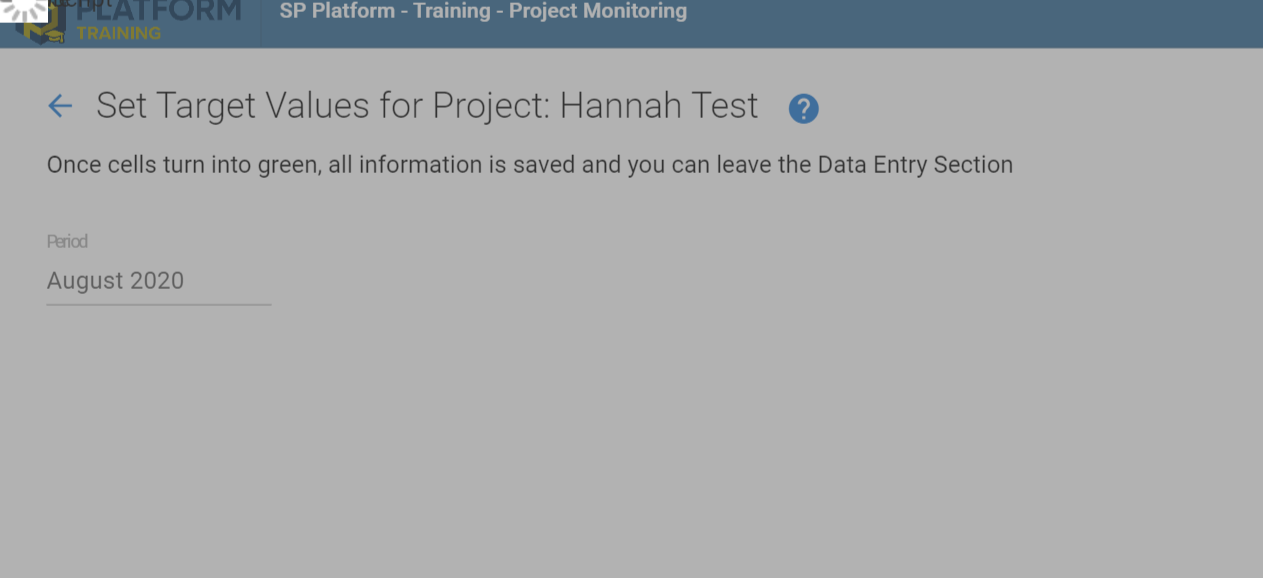 PLATFORM
TRAINING
SP Platform - Training - Project Monitoring
Set Target Values for Project: Hannah Test
?
Once cells turn into green, all information is saved and you can leave the Data Entry Section
Period
August 2020